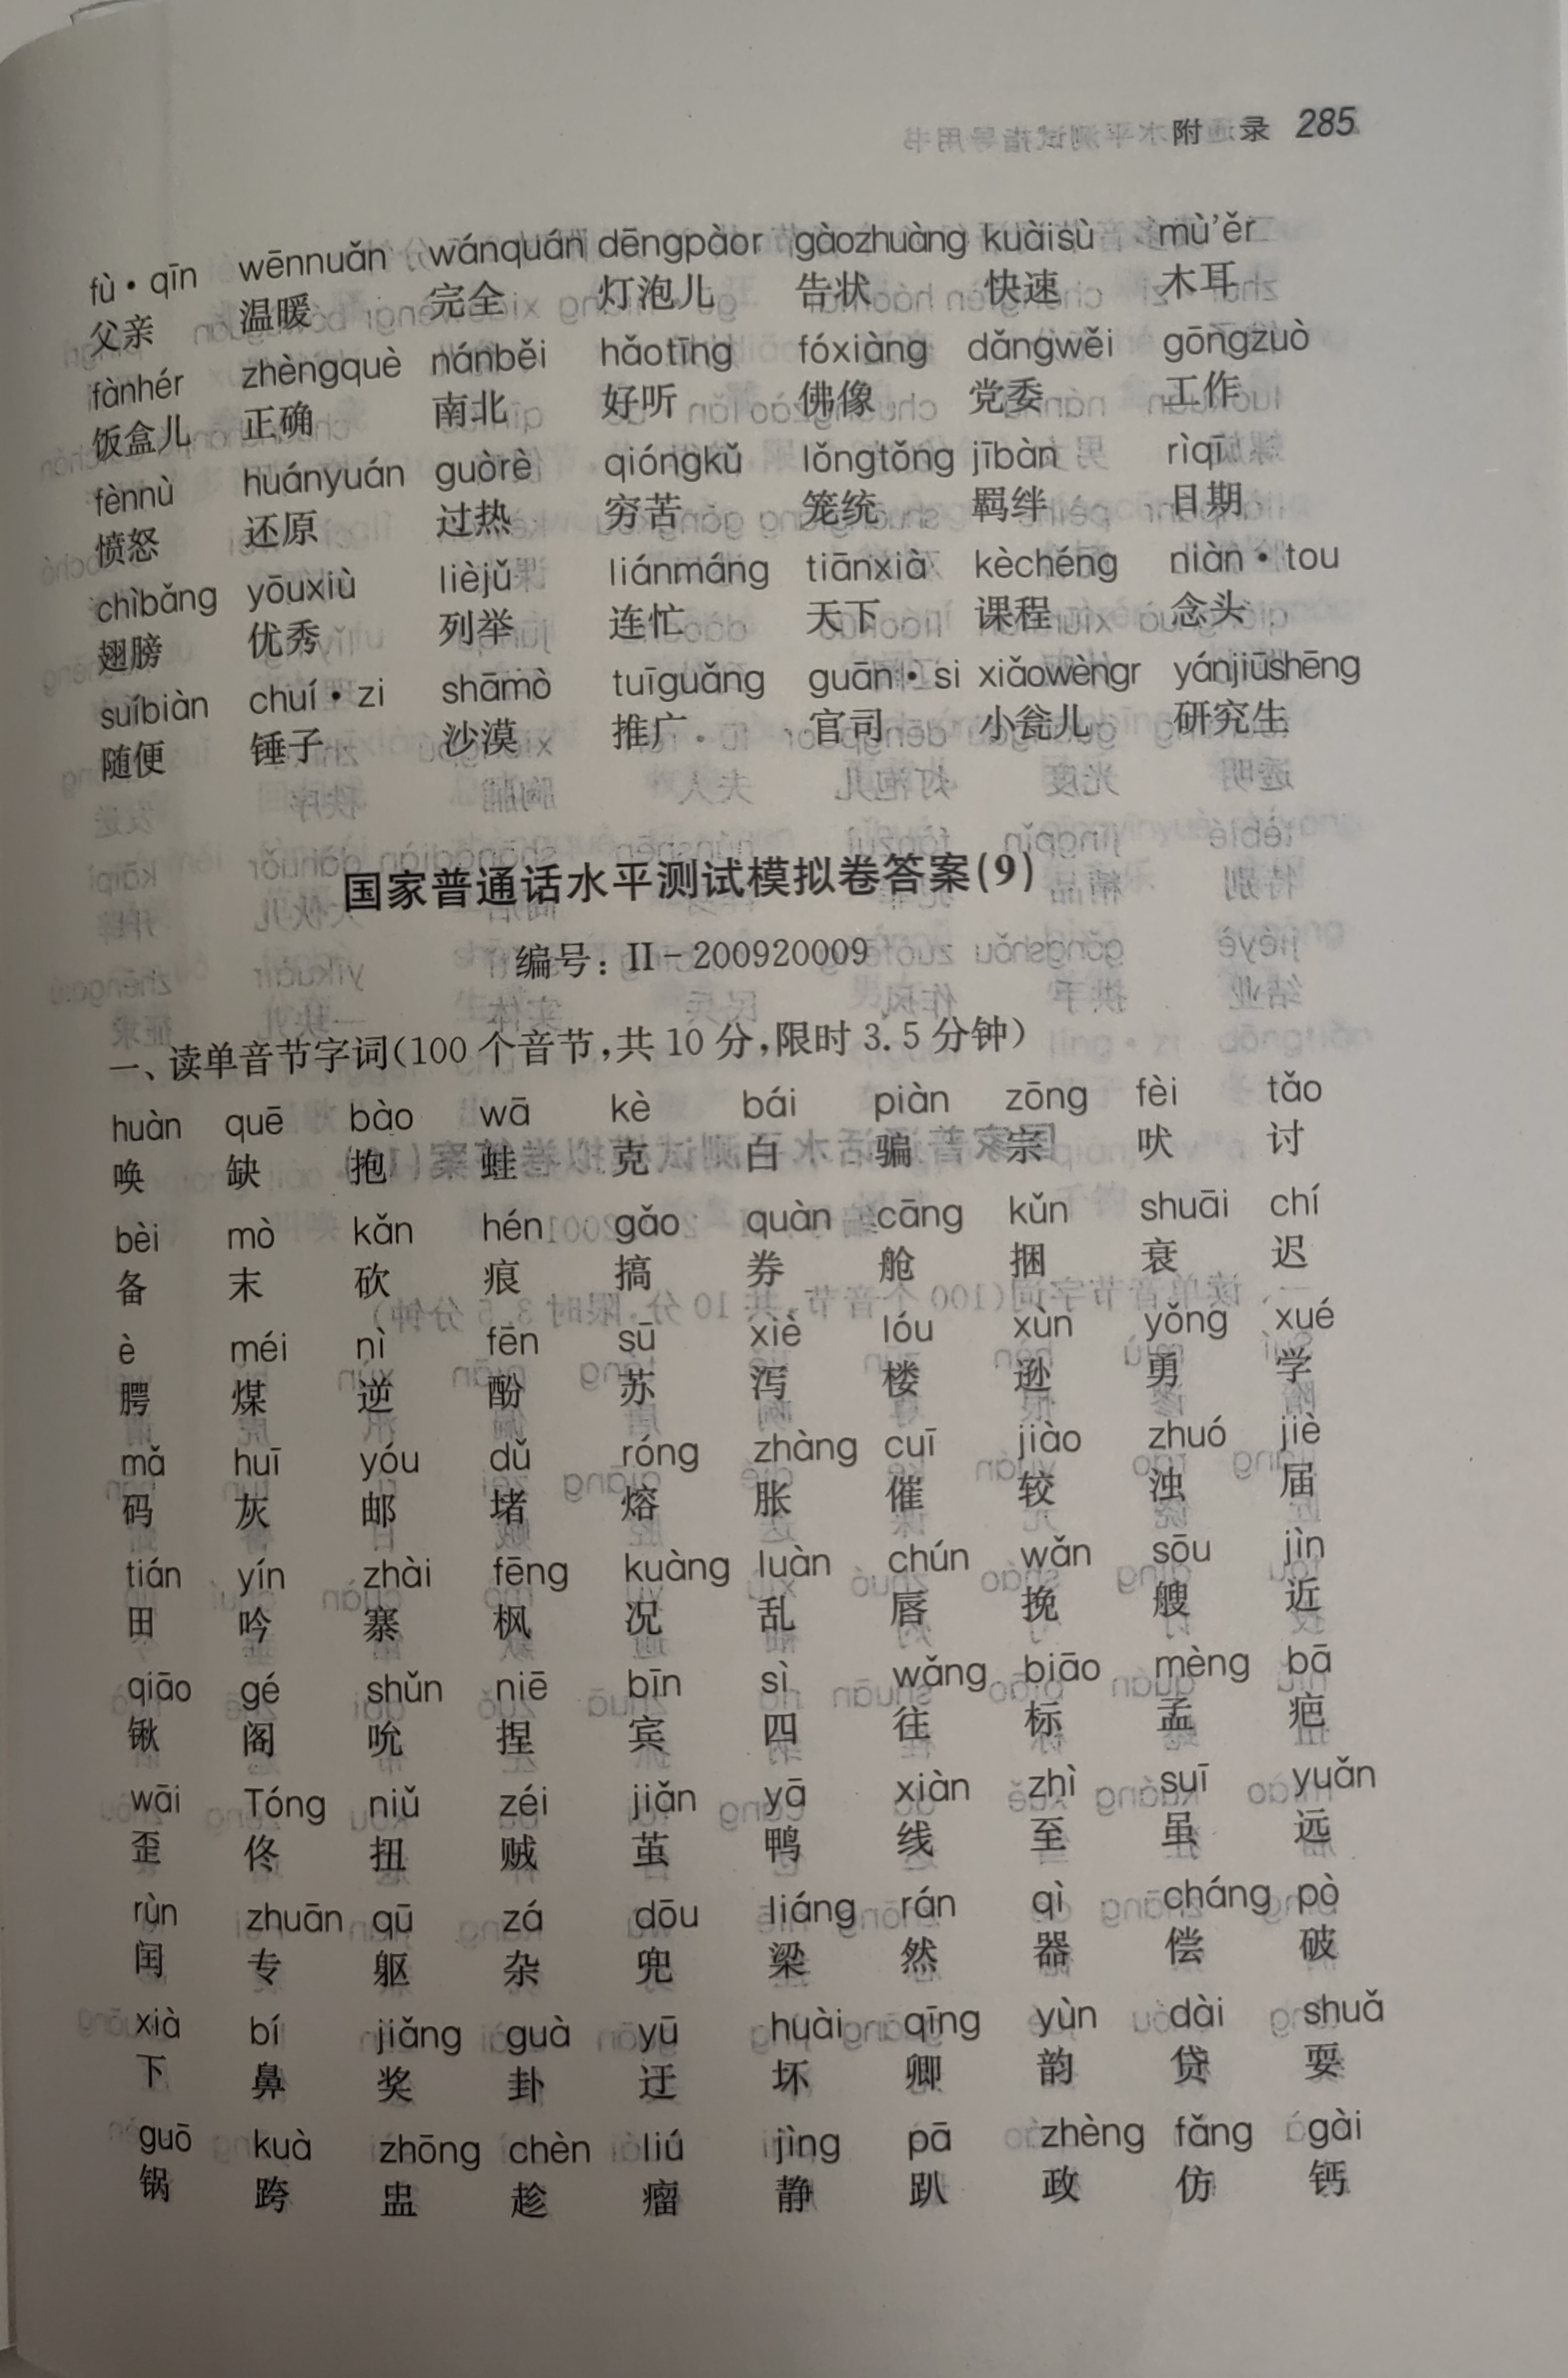 附 录 285
fù·qīn wēnnuǎn wánquán dēngpàor gàozhuàng kuàisù mù'ěr
父亲 温暖 完全 灯泡儿 告状 快速 木耳
fànhér zhèngquè nánběi hǎotīng fóxiàng dǎngwěi gōngzuò
饭盒儿 正确 南北 好听 佛像 党委 工作
fènnù huányuán guòrè qióngkǔ lǒngtǒng jībàn rìqī
愤怒 还原 过热 穷苦 笼统 羁绊 日期
chìbǎng yōuxiù lièjǔ liánmáng tiānxià kèchéng niàn·tou
翅膀 优秀 列举 连忙 天下 课程 念头
suíbiàn chuí·zi shāmò tuīguǎng guān·si xiǎowèngr yánjiūshēng
随便 锤子 沙漠 推广 官司 小瓮儿 研究生
国家普通话水平测试模拟卷答案(9)
编号：II－200920009
一、读单音节字词(100 个音节,共 10 分,限时 3.5 分钟)
huàn quē bào wā kè bái piàn zōng fèi tǎo
唤 缺 抱 蛙 克 白 骗 宗 吠 讨
bèi mò kǎn hén gǎo quàn cāng kǔn shuāi chí
备 末 砍 痕 搞 券 舱 捆 衰 迟
è méi nì fēn sū xiè lóu xùn yǒng xué
腭 煤 逆 酚 苏 泻 楼 逊 勇 学
mǎ huī yóu dǔ róng zhàng cuī jiào zhuó jiè
码 灰 邮 堵 熔 胀 催 较 浊 届
tián yín zhài fēng kuàng luàn chún wǎn sōu jìn
田 吟 寨 枫 况 乱 唇 挽 艘 近
qiāo gé shǔn niē bīn sì wǎng biāo mèng bā
锹 阁 吮 捏 宾 四 往 标 孟 疤
wāi Tóng niǔ zéi jiǎn yā xiàn zhì suī yuǎn
歪 佟 扭 贼 茧 鸭 线 至 虽 远
rùn zhuān qū zá dōu liáng rán qì cháng pò
闰 专 躯 杂 兜 梁 然 器 偿 破
xià bí jiǎng guà yū huài qīng yùn dài shuǎ
下 鼻 奖 卦 迂 坏 卿 韵 贷 耍
guō kuà zhōng chèn liú jìng pā zhèng fǎng gài
锅 跨 盅 趁 瘤 静 趴 政 仿 钙